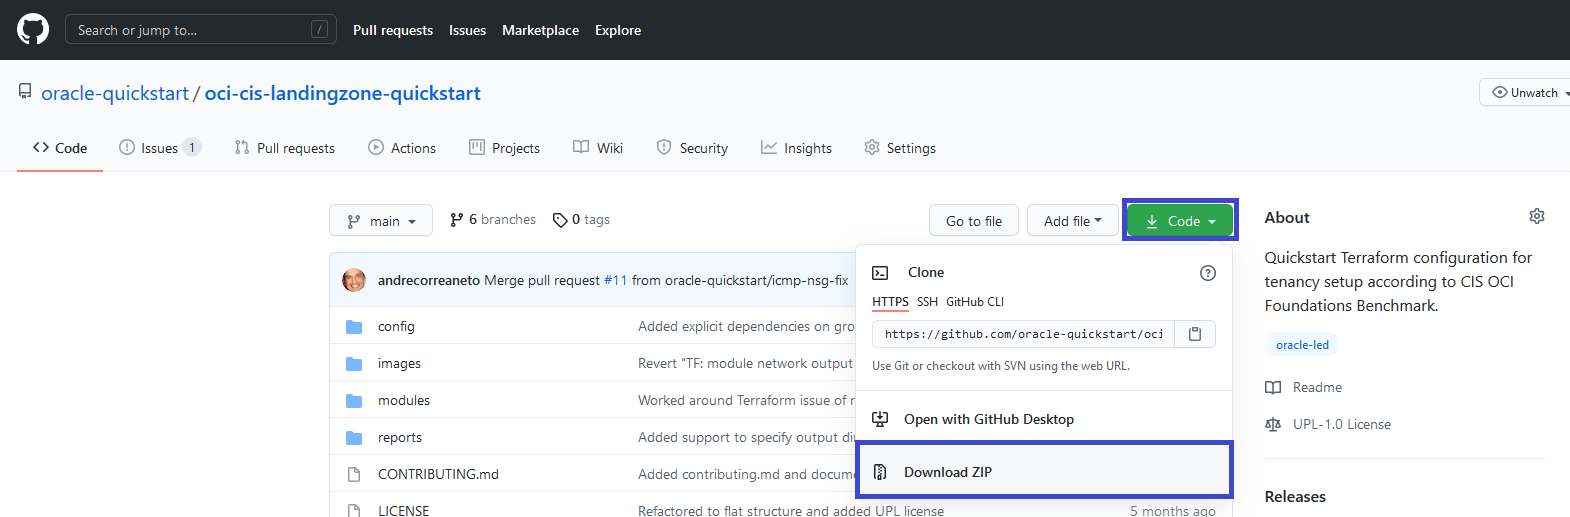 Search or jump to... / Pull requests Issues Marketplace Explore
oracle-quickstart / oci-cis-landingzone-quickstart Unwatch
Code Issues 1 Pull requests Actions Projects Wiki Security Insights Settings
main 6 branches 0 tags Go to file Add file Code
About
andrecorreaneto Merge pull request #11 from oracle-quickstart/icmp-nsg-fix
Clone
Quickstart Terraform configuration for
tenancy setup according to CIS OCI
Foundations Benchmark.
HTTPS SSH GitHub CLI
config Added explicit dependencies on gro
https://github.com/oracle-quickstart/oci
oracle-led
images Revert "TF: module network output
Use Git or checkout with SVN using the web URL.
Readme
modules Worked around Terraform issue of
Open with GitHub Desktop
UPL-1.0 License
reports Added support to specify output di
CONTRIBUTING.md Added contributing.md and docume
Download ZIP
Releases
LICENSE Refactored to flat structure and added UPL license 5 months ago